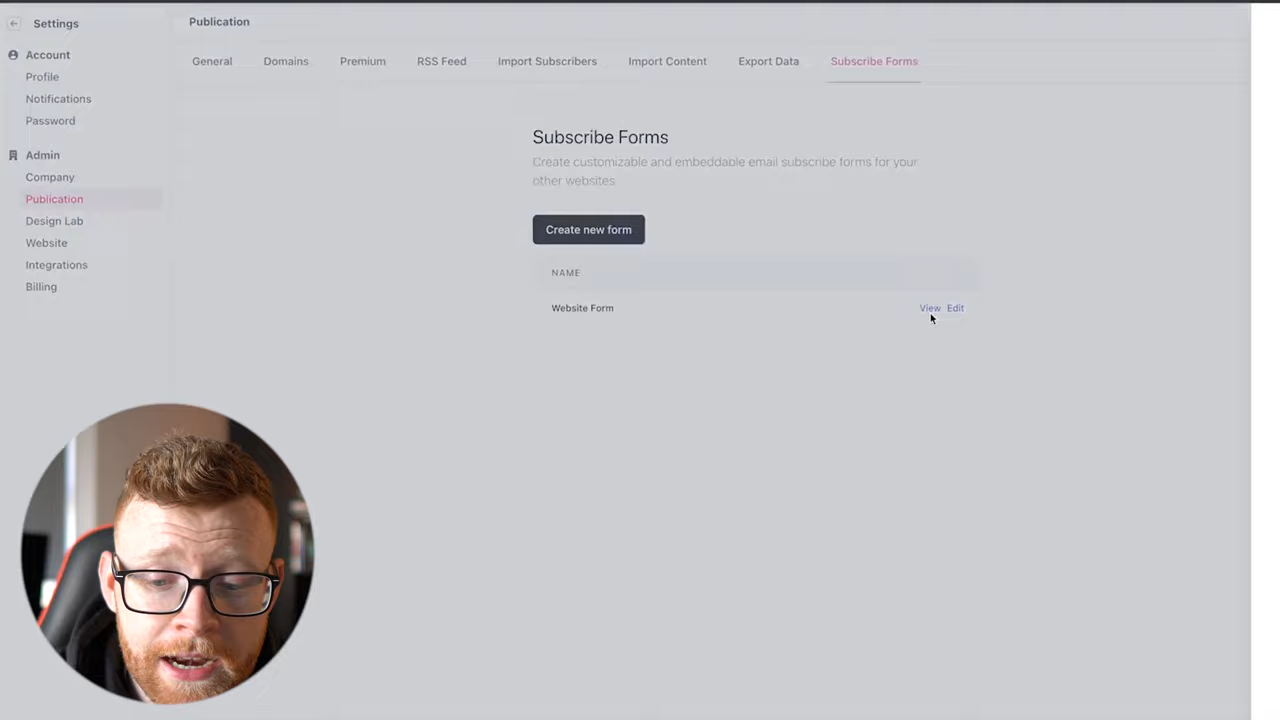 Settings
Account
Profile
Notifications
Password
Admin
Company
Publication
Design Lab
Website
Integrations
Billing
Publication
General Domains Premium RSS Feed Import Subscribers Import Content Export Data Subscribe Forms
Subscribe Forms
Create customizable and embeddable email subscribe forms for your
other websites
Create new form
NAME
Website Form View Edit